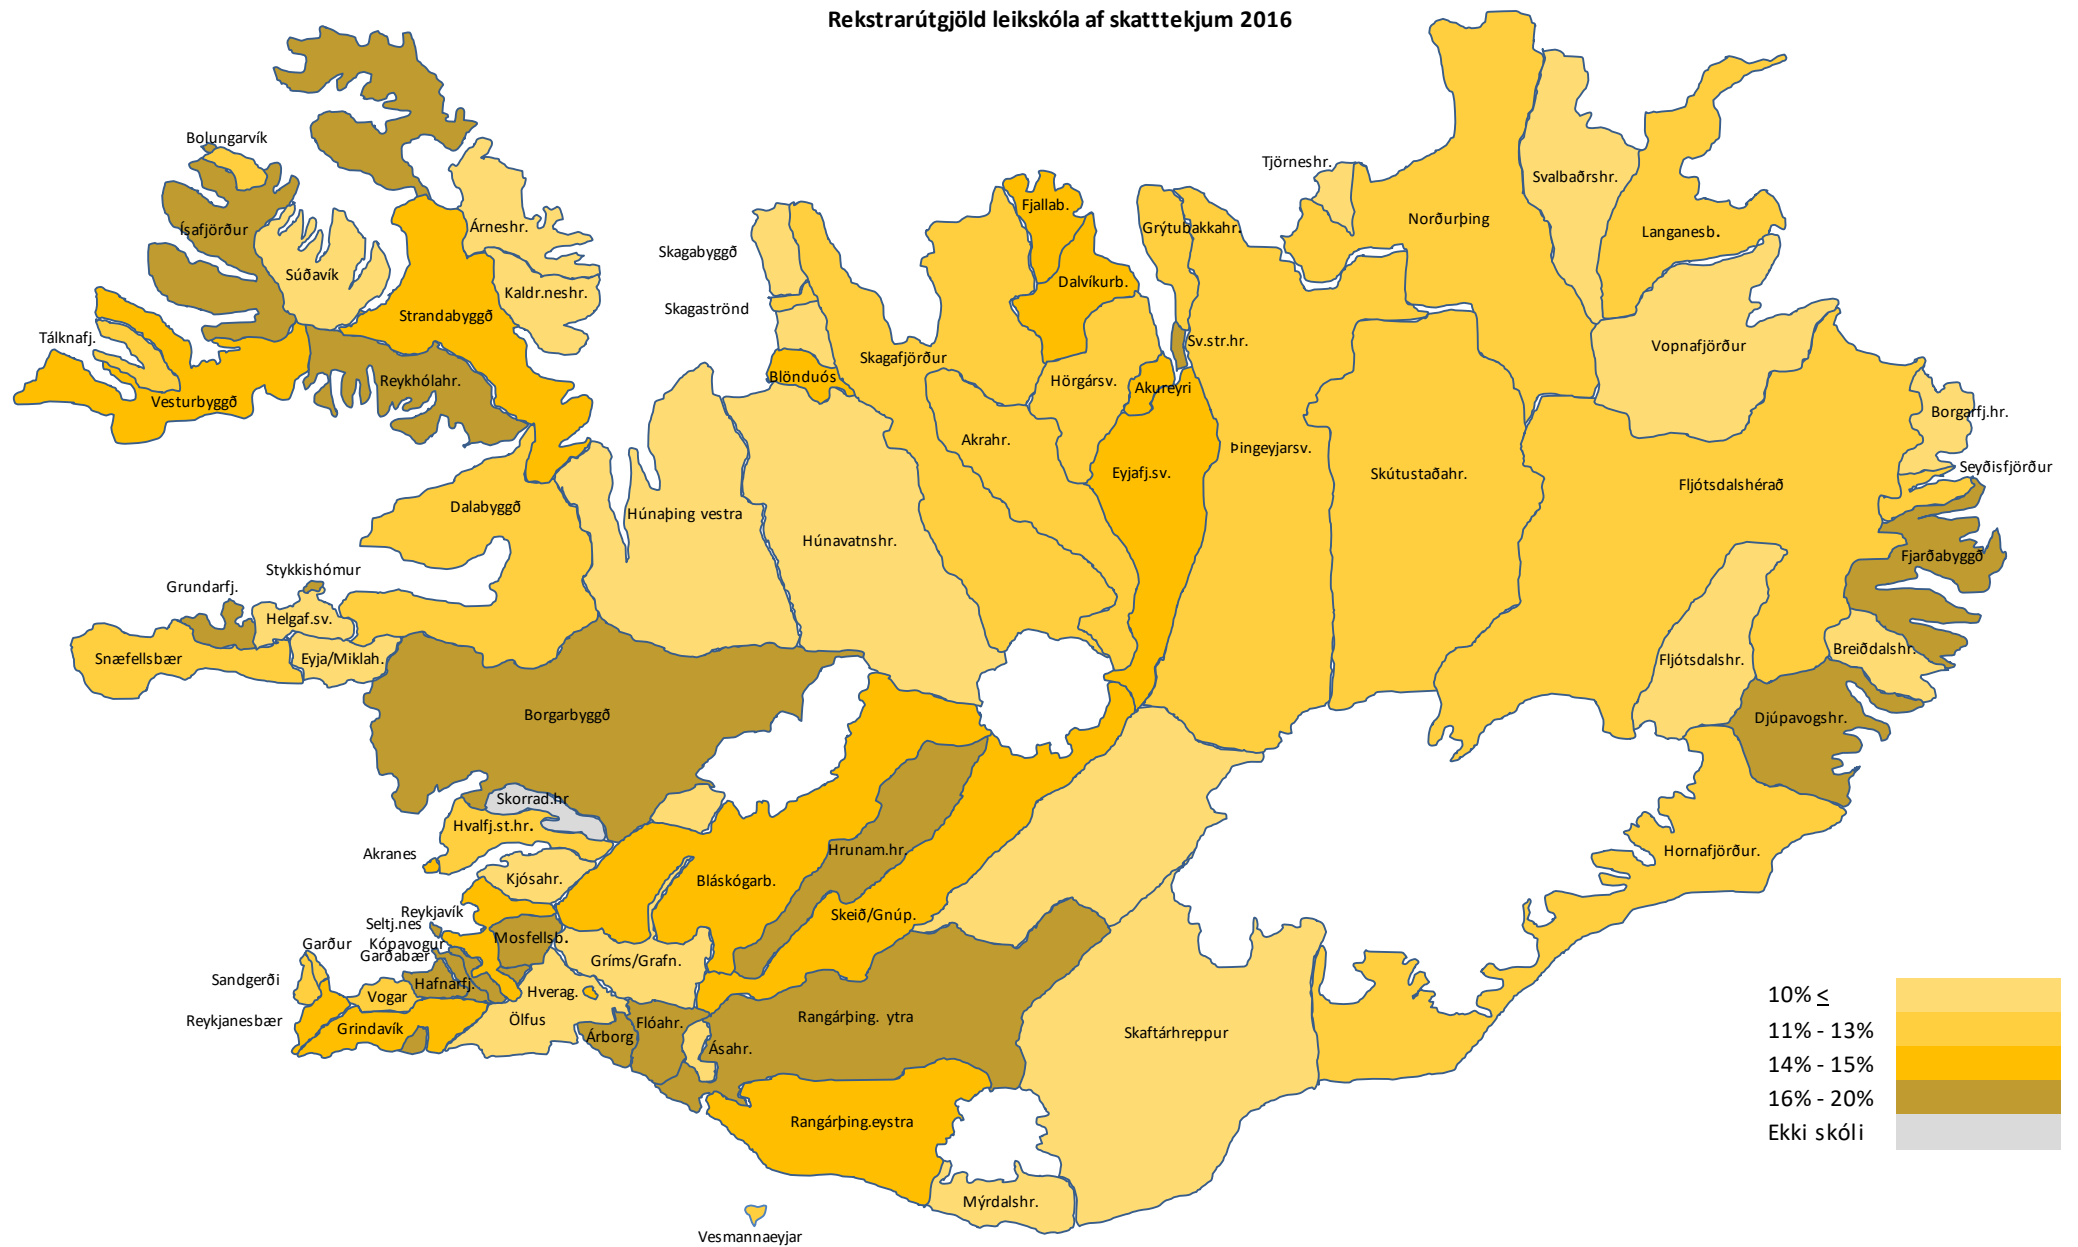 Rekstrarútgjöld leikskóla af skatttekjum 2016
Bolungarvík
Ísafjörður
Súðavík
Árneshr.
Kaldr.neshr.
Strandabyggð
Tálknafj.
Vesturbyggð
Reykhólahr.
Skagabyggð
Skagaströnd
Blönduós
Skagafjörður
Fjallab.
Dalvíkurb.
Grýtubakkahr.
Sv.str.hr.
Hörgársv.
Akureyri
Akrahr.
Eyjafj.sv.
Tjörneshr.
Norðurþing
Svalbaðrshr.
Langanesb.
Vopnafjörður
Borgarfj.hr.
Seyðisfjörður
Þingeyjarsv.
Skútustaðahr.
Fljótsdalshérað
Fjarðabyggð
Breiðdalshr.
Fljótsdalshr.
Djúpavogshr.
Hornafjörður.
Húnaþing vestra
Húnavatnshr.
Dalabyggð
Stykkishómur
Grundarfj.
Helgaf.sv.
Snæfellsbær
Eyja/Miklah.
Borgarbyggð
Skorrad.hr
Hvalfj.st.hr.
Akranes
Kjósahr.
Bláskógarb.
Hrunam.hr.
Skeið/Gnúp.
Reykjavík
Seltj.nes
Kópavogur
Garðabær
Mosfellsb.
Garður
Sandgerði
Reykjanesbær
Vogar
Hafnarfj.
Grindavík
Hverag.
Ölfus
Gríms/Grafn.
Árborg
Flóahr.
Ásahr.
Rangárþing. ytra
Rangárþing.eystra
Skaftárhreppur
Mýrdalshr.
Vesmannaeyjar
10% <
11% - 13%
14% - 15%
16% - 20%
Ekki skóli